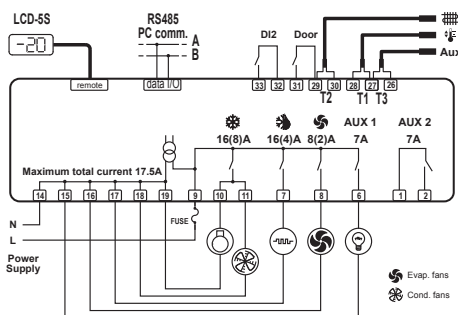 LCD-5S
RS485
PC comm.
A
B
-20
DI2
Door
Aux
remote
data I/O
33 32 31 29 30 28 27 26
T2 T1 T3
16(8)A 16(4)A 8(2)A
AUX 1
7A
AUX 2
7A
Maximum total current 17.5A
14 15 16 17 18 19 9 10 11 7 8 6 1 2
N
L
FUSE
Power
Supply
Evap. fans
Cond. fans